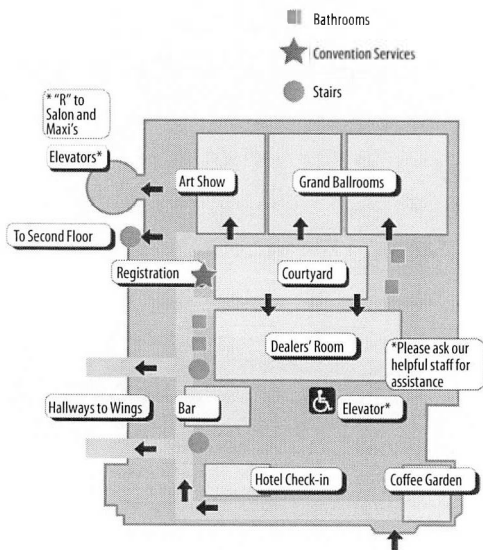 Bathrooms
Convention Services
Stairs
* "R" to
Salon and
Maxi's
Elevators*
Art Show
Grand Ballrooms
To Second Floor
Registration
Courtyard
Dealers' Room
*Please ask our
helpful staff for
assistance
Hallways to Wings
Bar
Elevator*
Hotel Check-in
Coffee Garden